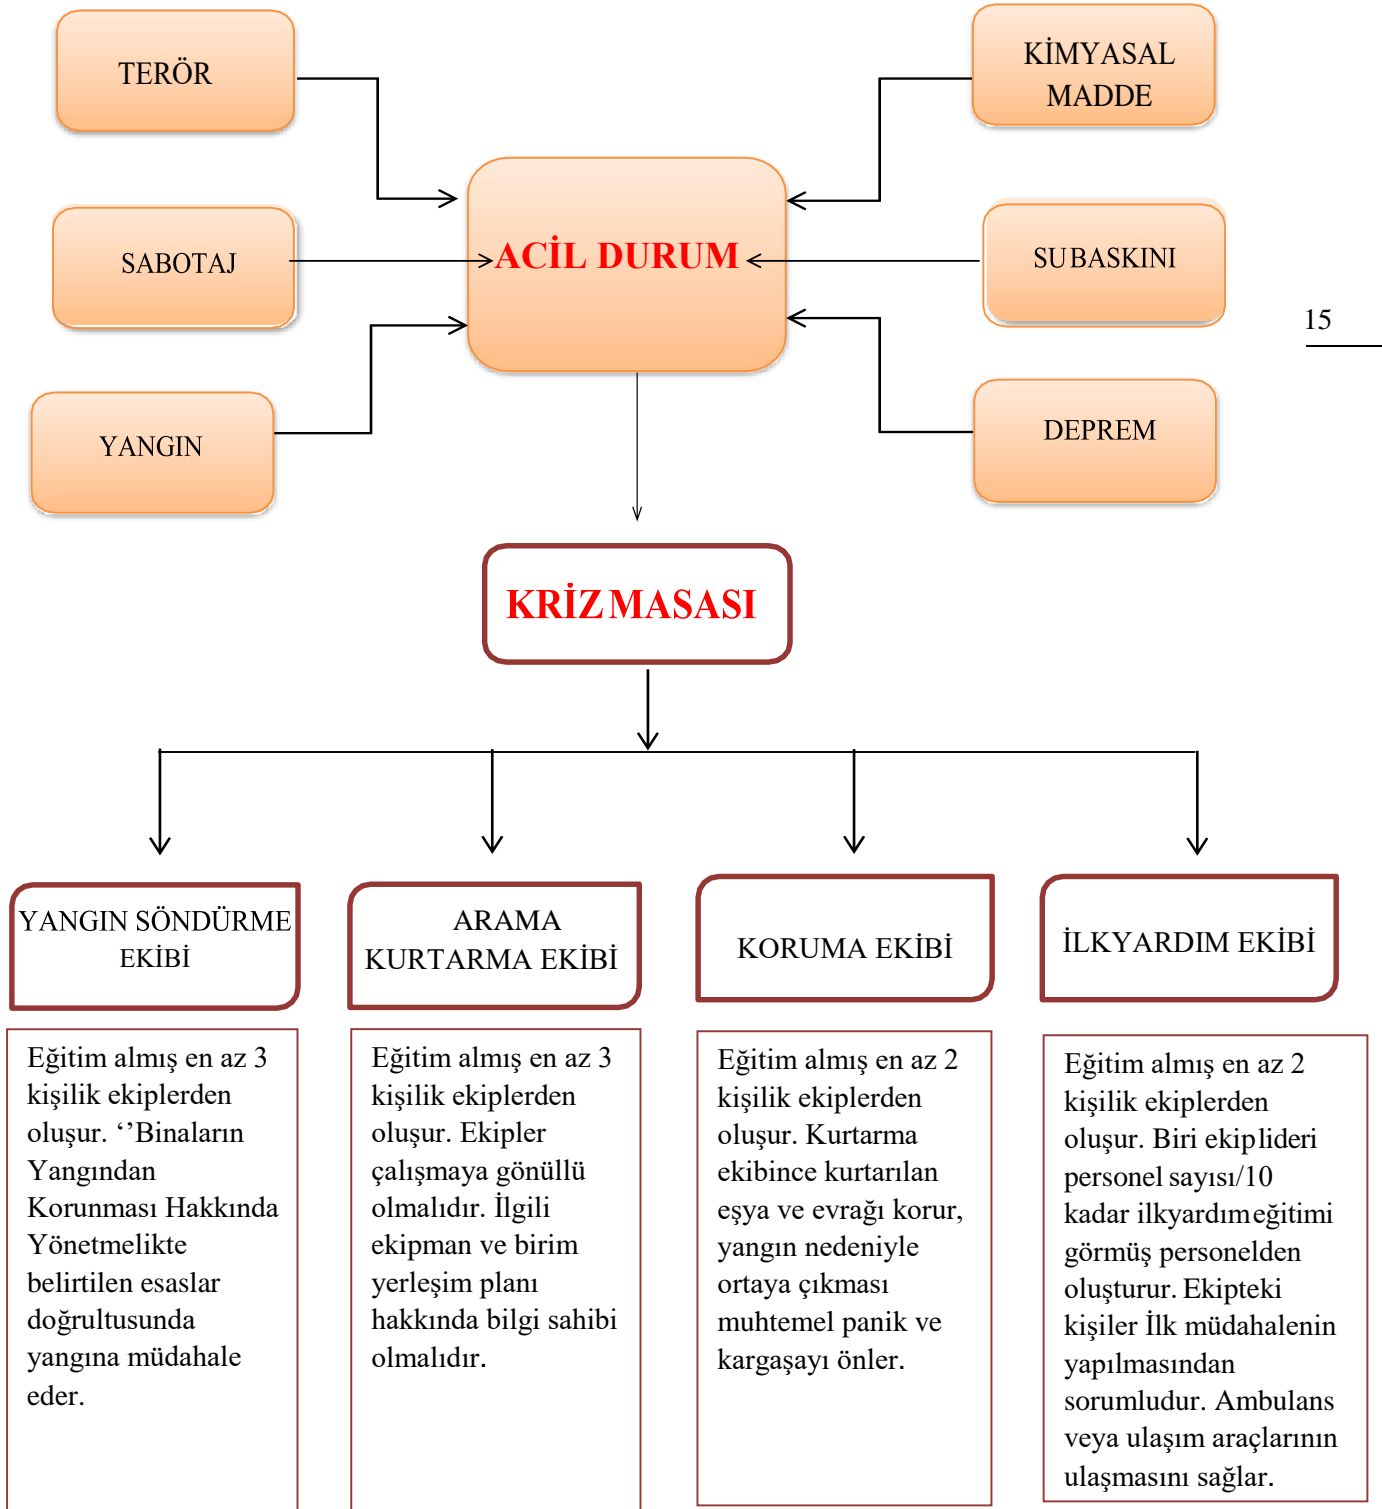 TERÖR
KİMYASAL
MADDE
SABOTAJ
ACİL DURUM
SU BASKINI
15
YANGIN
DEPREM
KRİZ MASASI
YANGIN SÖNDÜRME
EKİBİ
ARAMA
KURTARMA EKİBİ
KORUMA EKİBİ
İLKYARDIM EKİBİ
Eğitim almış en az 3
kişilik ekiplerden
oluşur. ‘’Binaların
Yangından
Korunması Hakkında
Yönetmelikte
belirtilen esaslar
doğrultusunda
yangına müdahale
eder.
Eğitim almış en az 3
kişilik ekiplerden
oluşur. Ekipler
çalışmaya gönüllü
olmalıdır. İlgili
ekipman ve birim
yerleşim planı
hakkında bilgi sahibi
olmalıdır.
Eğitim almış en az 2
kişilik ekiplerden
oluşur. Kurtarma
ekibince kurtarılan
eşya ve evrağı korur,
yangın nedeniyle
ortaya çıkması
muhtemel panik ve
kargaşayı önler.
Eğitim almış en az 2
kişilik ekiplerden
oluşur. Biri ekip lideri
personel sayısı/10
kadar ilkyardım eğitimi
görmüş personelden
oluşturur. Ekipteki
kişiler İlk müdahalenin
yapılmasından
sorumludur. Ambulans
veya ulaşım araçlarının
ulaşmasını sağlar.